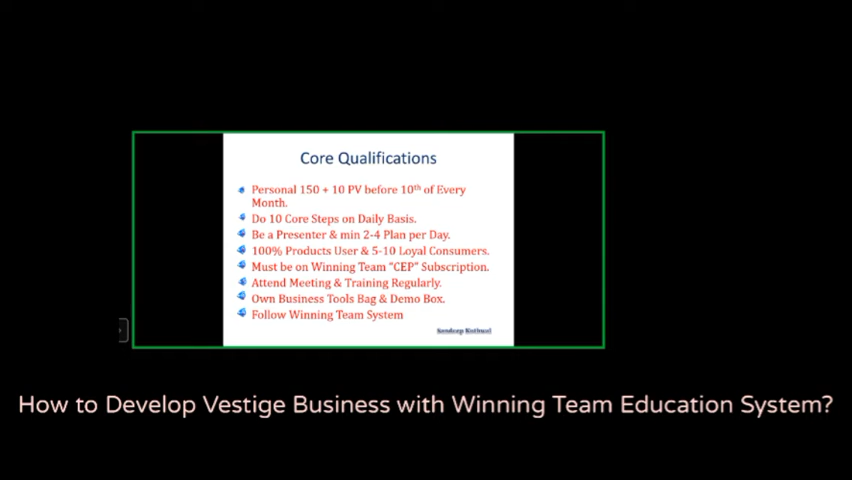 Core Qualifications
Personal 150 + 10 PV before 10th of Every
Month.
Do 10 Core Steps on Daily Basis.
Be a Presenter & min 2-4 Plan per Day.
100% Products User & 5-10 Loyal Consumers.
Must be on Winning Team "CEP" Subscription.
Attend Meeting & Training Regularly.
Own Business Tools Bag & Demo Box.
Follow Winning Team System
Sandeep Kothwal
How to Develop Vestige Business with Winning Team Education System?